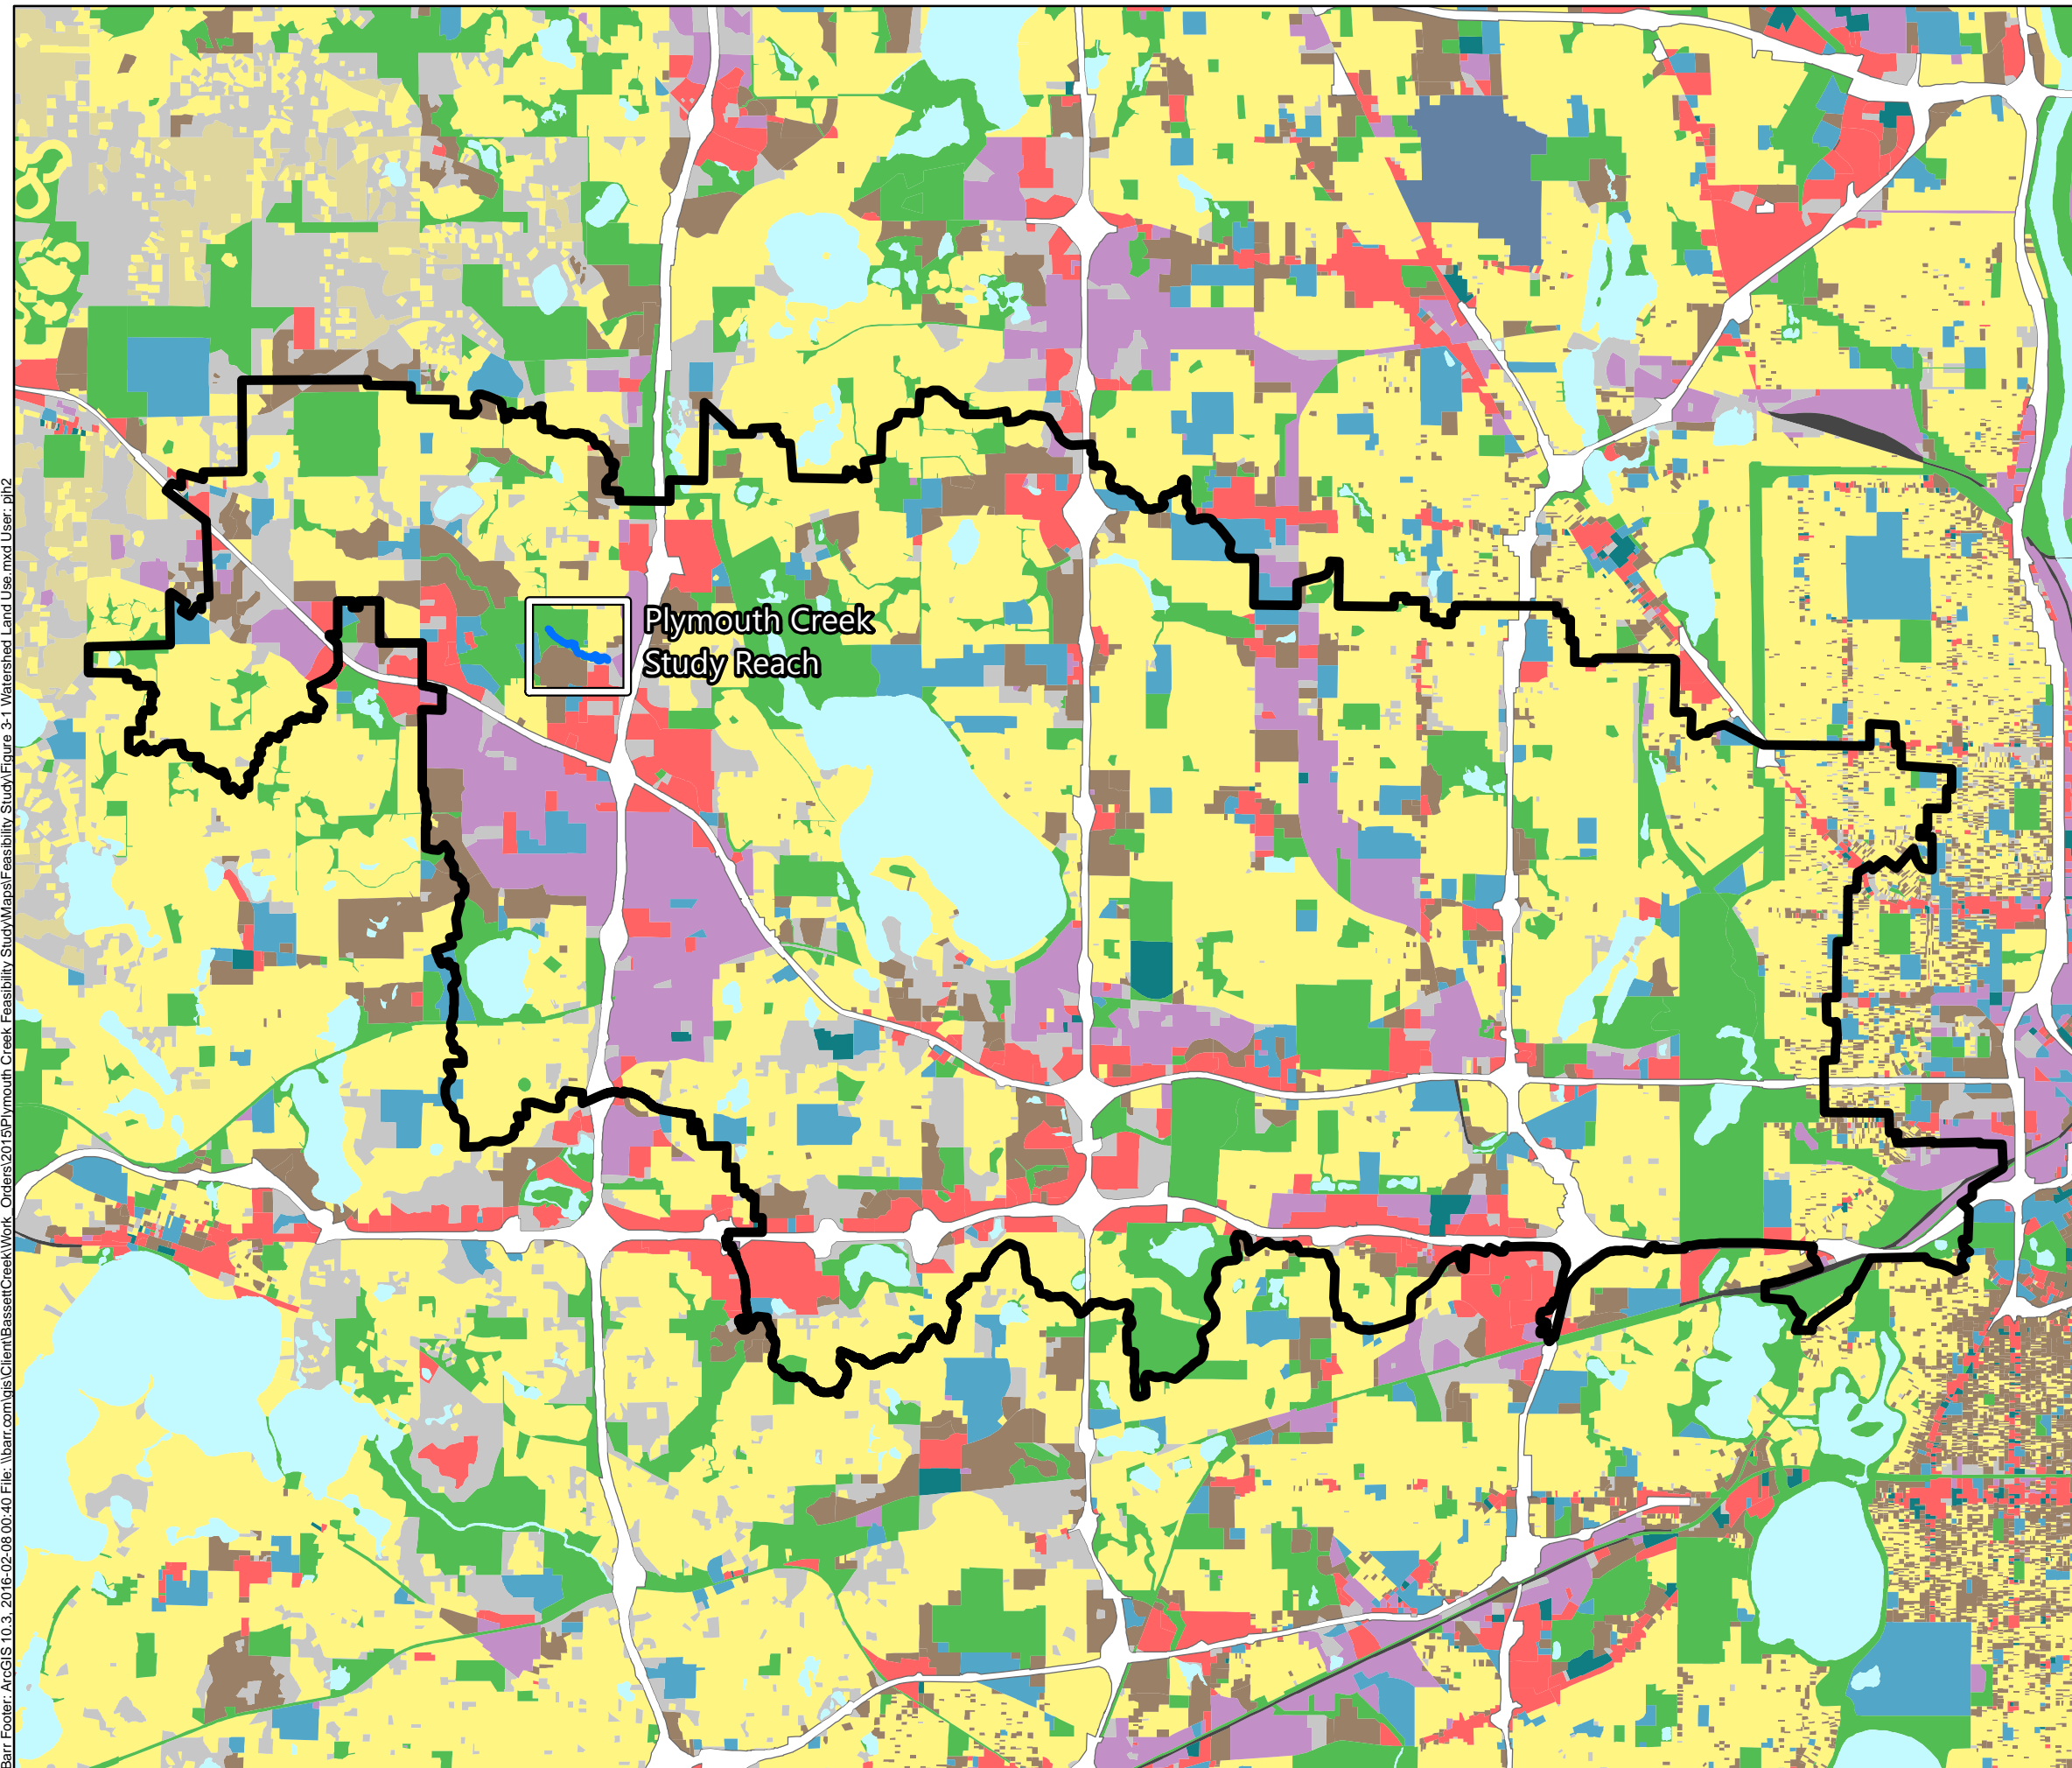 Plymouth Creek
Study Reach
Barr Footer: ArcGIS 10.3, 2016-02-08 00:40 File: \\barr.com\gis\Client\BassettCreek\Work_Orders\2015\Plymouth Creek Feasibility Study\Maps\Feasibility Study\Figure 3-1 Watershed Land Use.mxd User: pjh2